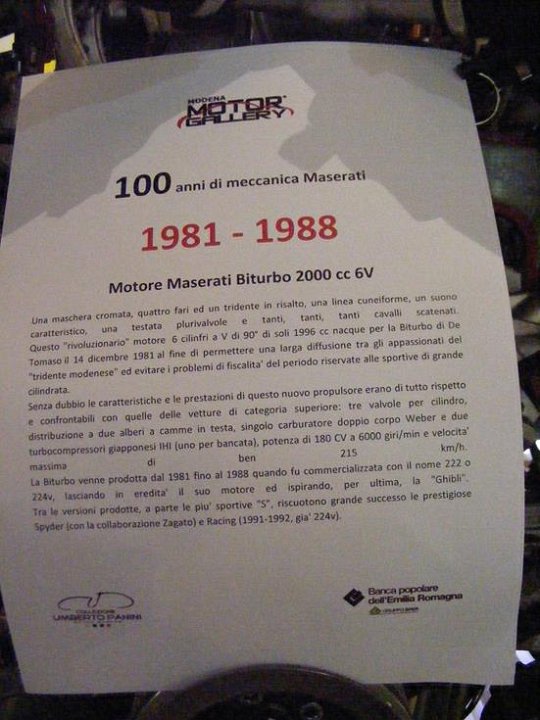 MODENA
MOTOR
GALLERY
100 anni di meccanica Maserati
1981 - 1988
Motore Maserati Biturbo 2000 cc 6V
Una maschera cromata, quattro fari ed un tridente in risalto, una linea cuneiforme, un suono
caratteristico, una testata plurivalvole e tanti, tanti, tanti cavalli scatenati.
Questo "rivoluzionario" motore 6 cilinfri a V di 90° di soli 1996 cc nacque per la Biturbo di De
Tomaso il 14 dicembre 1981 al fine di permettere una larga diffusione tra gli appassionati del
"tridente modenese" ed evitare i problemi di fiscalita' del periodo riservate alle sportive di grande
cilindrata.
Senza dubbio le caratteristiche e le prestazioni di questo nuovo propulsore erano di tutto rispetto
e confrontabili con quelle delle vetture di categoria superiore: tre valvole per cilindro,
distribuzione a due alberi a camme in testa, singolo carburatore doppio corpo Weber e due
turbocompressori giapponesi IHI (uno per bancata), potenza di 180 CV a 6000 giri/min e velocita'
massima di ben 215 km/h.
La Biturbo venne prodotta dal 1981 fino al 1988 quando fu commercializzata con il nome 222 o
224v, lasciando in eredita' il suo motore ed ispirando, per ultima, la "Ghibli".
Tra le versioni prodotte, a parte le piu' sportive "S", riscuotono grande successo le prestigiose
Spyder (con la collaborazione Zagato) e Racing (1991-1992, gia' 224v).
COLLEZIONE
UMBERTO PANINI
Banca popolare
dell'Emilia Romagna
GRUPPO BPER